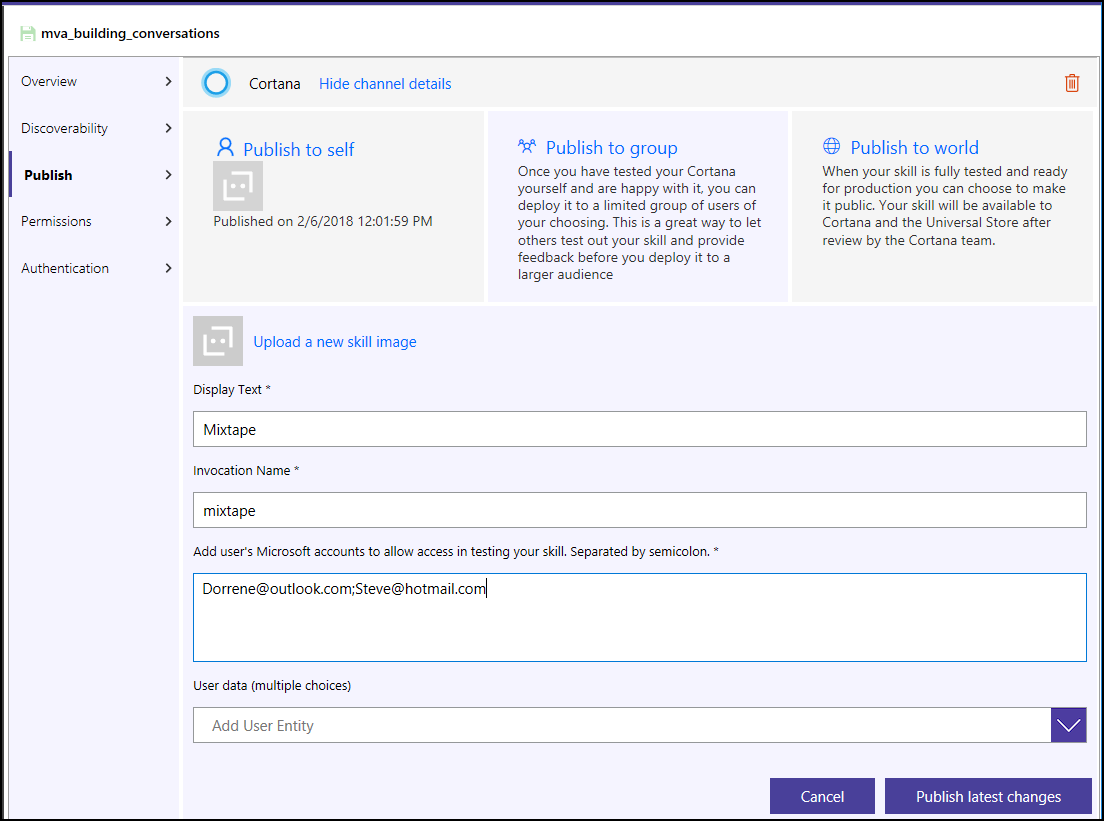 mva_building_conversations
Overview
Discoverability
Publish
Permissions
Authentication
Cortana Hide channel details
Publish to self
Published on 2/6/2018 12:01:59 PM
Publish to group
Once you have tested your Cortana
yourself and are happy with it, you can
deploy it to a limited group of users of
your choosing. This is a great way to let
others test out your skill and provide
feedback before you deploy it to a
larger audience
Publish to world
When your skill is fully tested and ready
for production you can choose to make
it public. Your skill will be available to
Cortana and the Universal Store after
review by the Cortana team.
Upload a new skill image
Display Text *
Mixtape
Invocation Name *
mixtape
Add user's Microsoft accounts to allow access in testing your skill. Separated by semicolon. *
Dorrene@outlook.com;Steve@hotmail.com
User data (multiple choices)
Add User Entity
Cancel
Publish latest changes